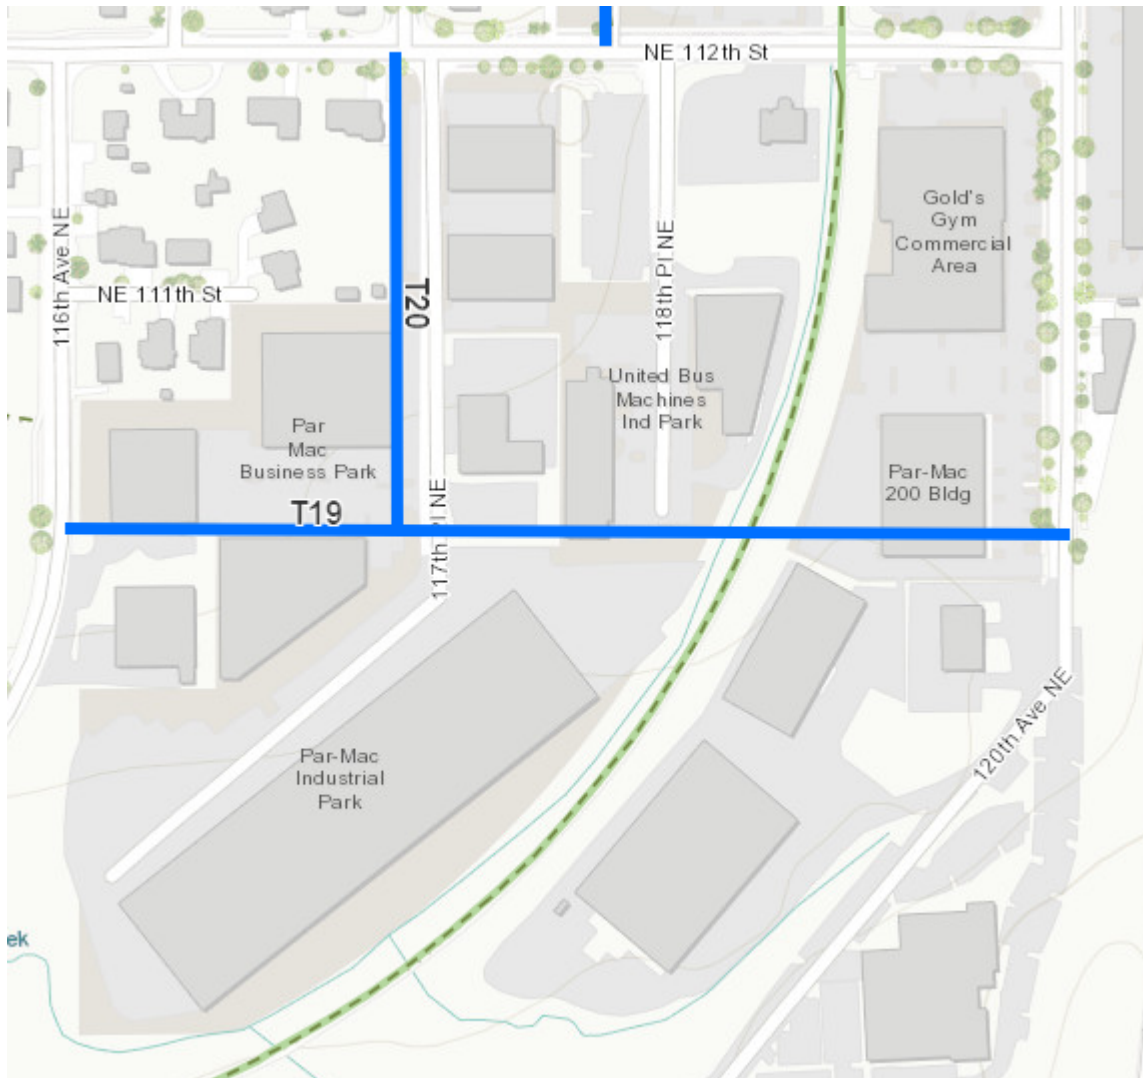 NE 112th St
116th Ave NE
NE 111th St
T20
118th Pl NE
Gold's
Gym
Commercial
Area
United Bus
Machines
Ind Park
Par
Mac
Business Park
Par-Mac
200 Bldg
T19
117th Pl NE
120th Ave NE
Par-Mac
Industrial
Park
ek